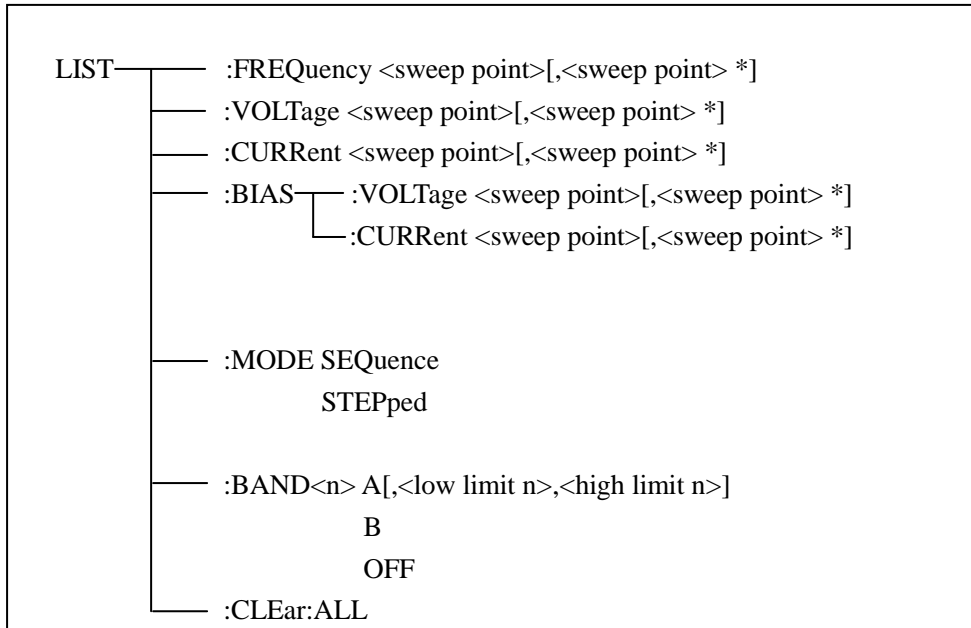 LIST :FREQuency <sweep point>[,<sweep point> *]
:VOLTage <sweep point>[,<sweep point> *]
:CURRent <sweep point>[,<sweep point> *]
:BIAS :VOLTage <sweep point>[,<sweep point> *]
:CURRent <sweep point>[,<sweep point> *]
:MODE SEQuence
STEPped
:BAND<n> A[,<low limit n>,<high limit n>]
B
OFF
:CLEar:ALL